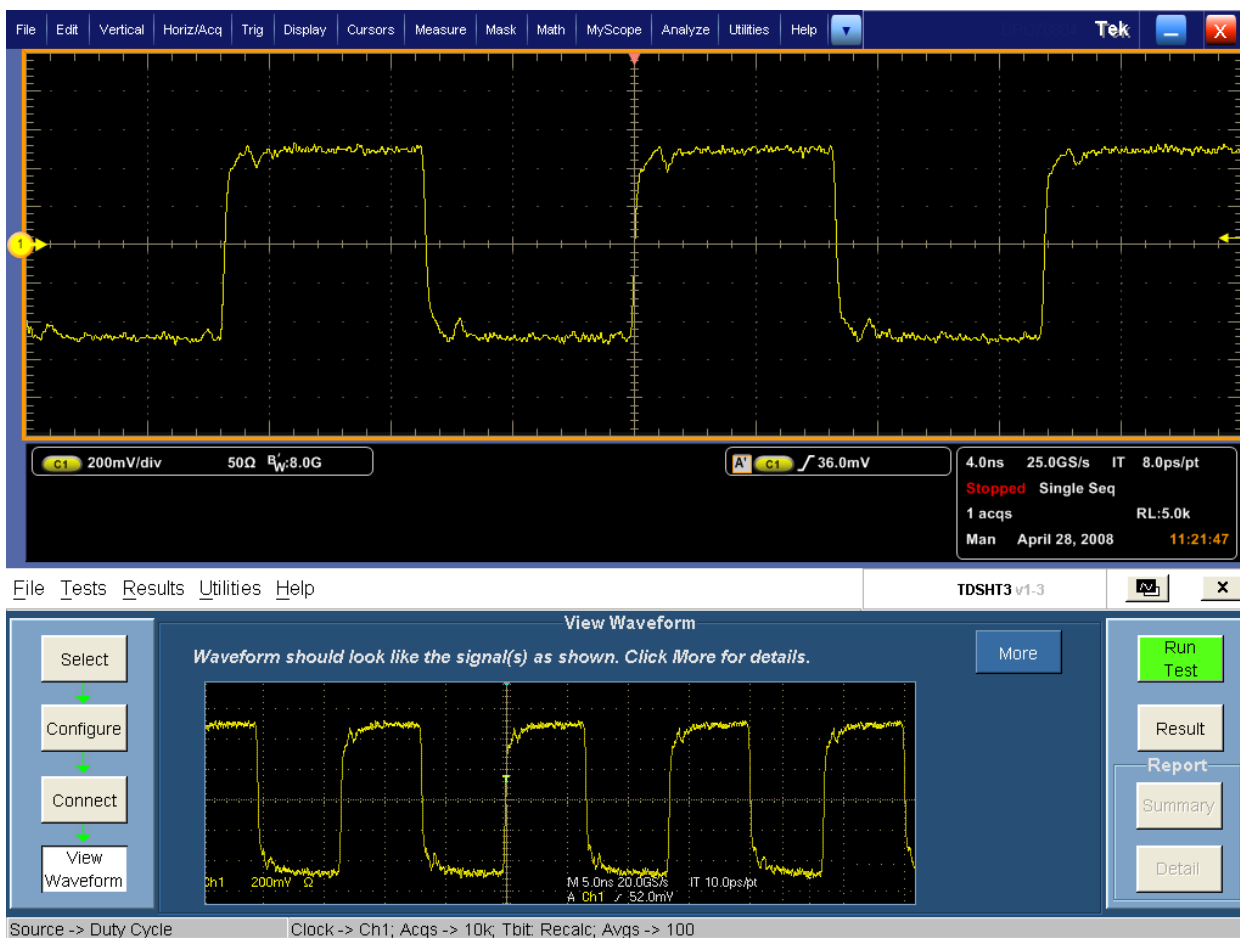 File Edit Vertical Horiz/Acq Trig Display Cursors Measure Mask Math MyScope Analyze Utilities Help Tek X
1
C1 200mV/div 50Ω BW:8.0G
A' C1 36.0mV
4.0ns 25.0GS/s IT 8.0ps/pt
Stopped Single Seq
1 acqs RL:5.0k
Man April 28, 2008 11:21:47
File Tests Results Utilities Help TDSHT3 v1-3 x
View Waveform
Select
Configure
Connect
View
Waveform
Waveform should look like the signal(s) as shown. Click More for details.
More
Ch1 200mV Ω
M 5.0ns 20.0GS/s IT 10.0ps/pt
A Ch1 52.0mV
Run
Test
Result
Report
Summary
Detail
Source -> Duty Cycle Clock -> Ch1; Acqs -> 10k; Tbit: Recalc; Avgs -> 100